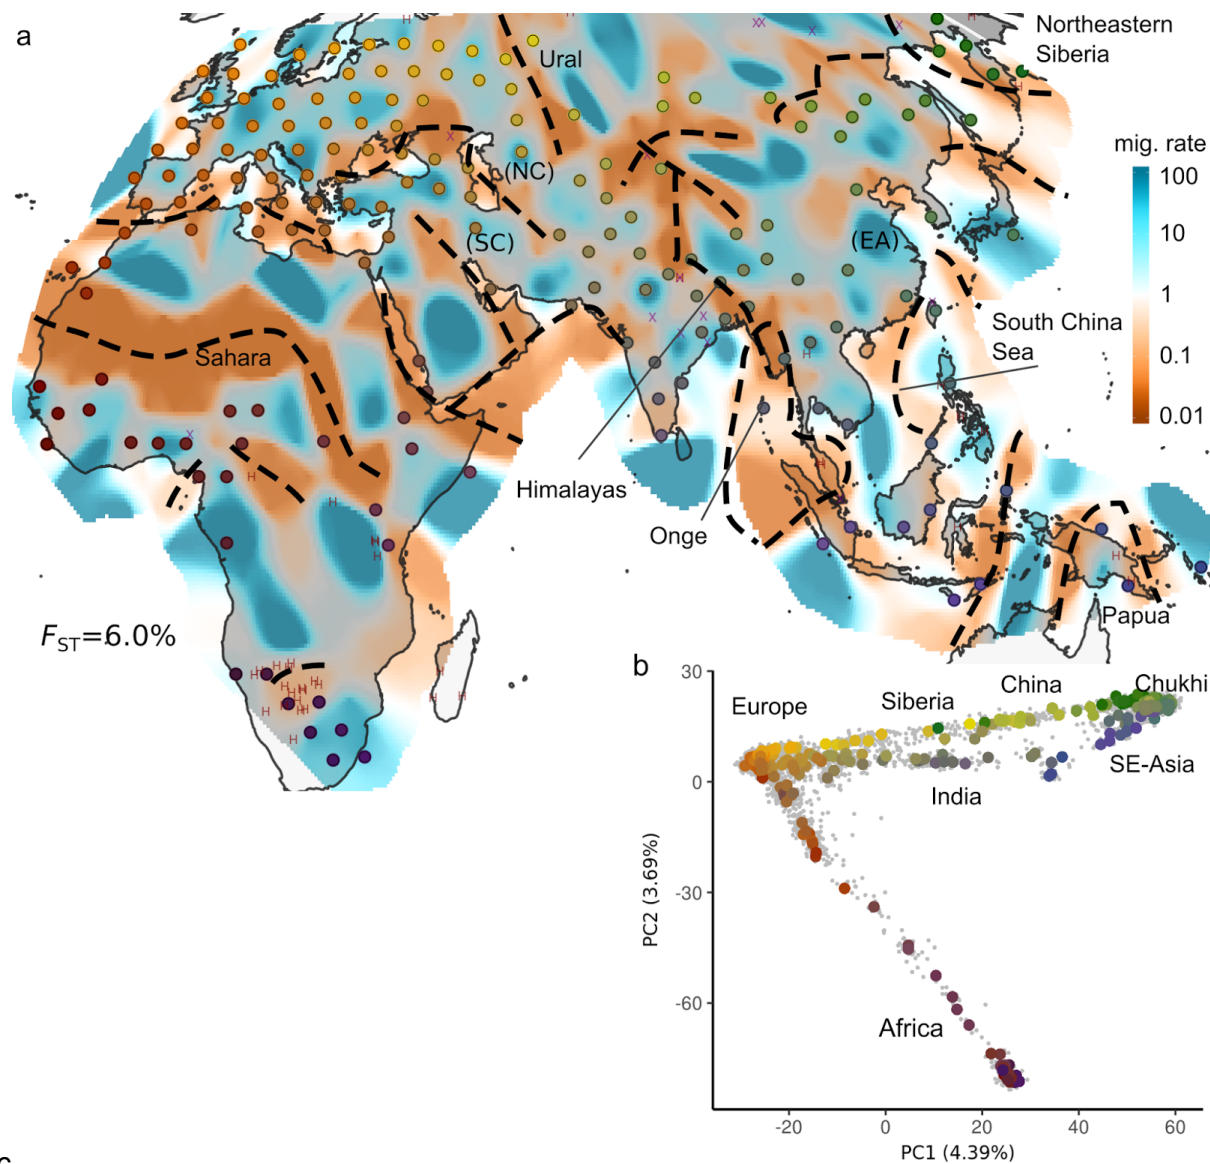 a
Northeastern
Siberia
Ural
mig. rate
100
10
1
0.1
0.01
(NC)
(SC)
(EA)
South China
Sea
Sahara
Himalayas
Onge
Papua
F_ST=6.0%
b
30
0
-30
-60
PC2 (3.69%)
Europe
Siberia
China
Chukhi
SE-Asia
India
Africa
-20
0
20
40
60
PC1 (4.39%)